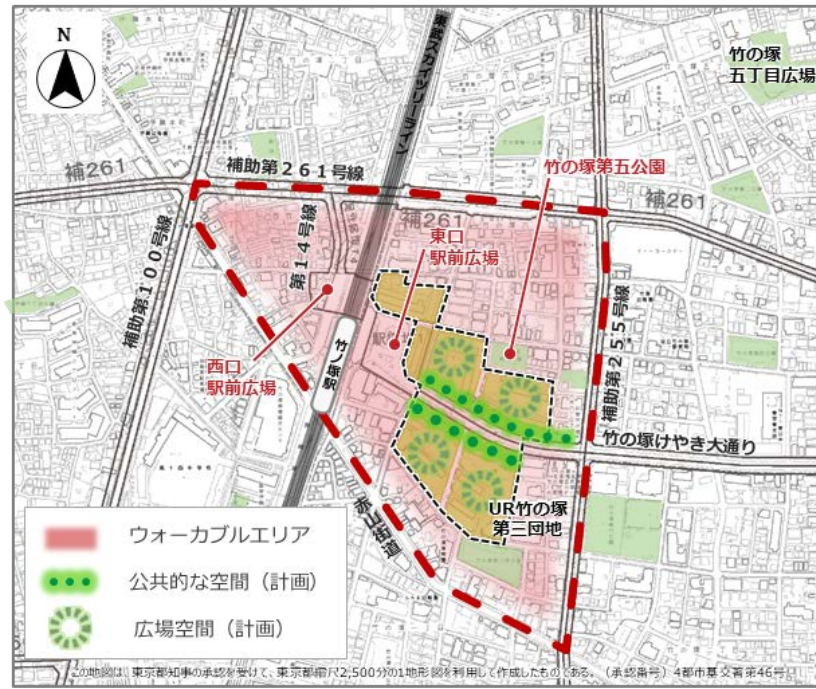 N
東武スカイツリーライン
竹の塚
五丁目広場
補助第261号線
補261
補261
補261
竹の塚第五公園
補助第100号線
第14号線
東口
駅前広場
西口
駅前広場
竹ノ塚駅
補助第255号線
竹の塚けやき大通り
UR竹の塚
第三団地
赤山街道
ウォーカブルエリア
公共的な空間（計画）
広場空間（計画）
この地図は、東京都知事の承認を受けて、東京都縮尺2,500分の1地形図を利用して作成したものである。（承認番号）4都市基交著第46号